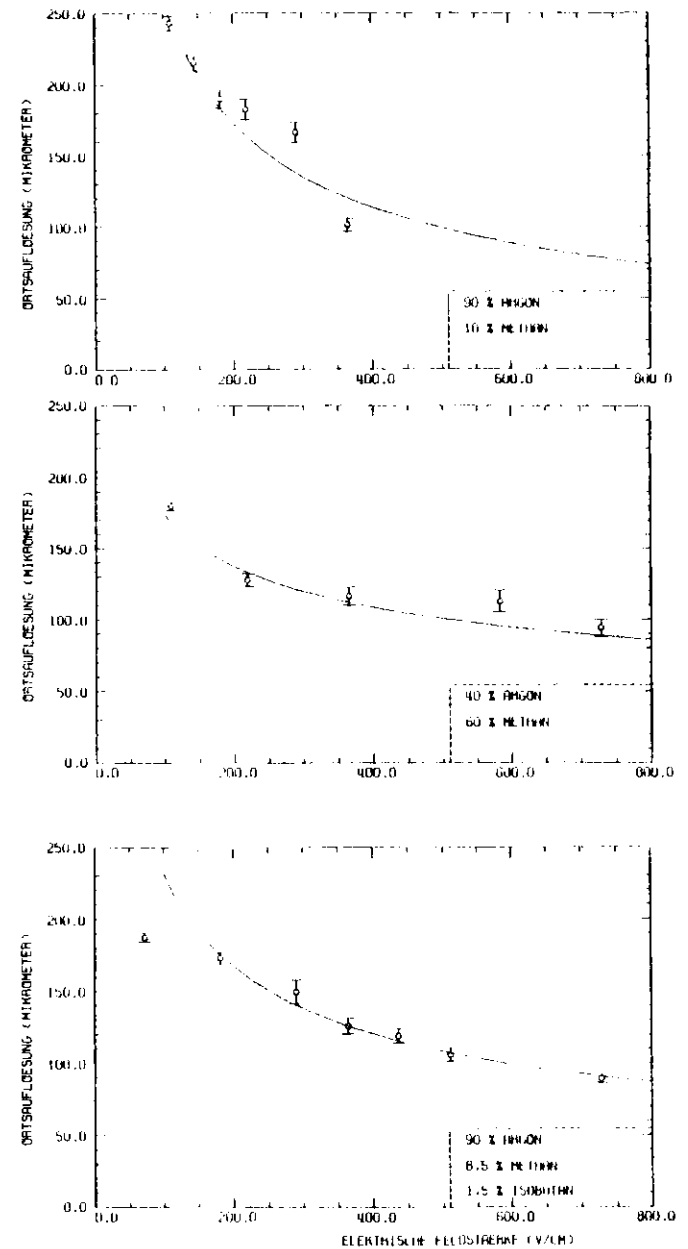 250.0
200.0
150.0
100.0
50.0
0.0
ORTSAUFLOESUNG (MIKROMETER)
0.0 200.0 400.0 600.0 800.0
90 % ARGON
10 % METHAN
250.0
200.0
150.0
100.0
50.0
0.0
ORTSAUFLOESUNG (MIKROMETER)
0.0 200.0 400.0 600.0 800.0
40 % ARGON
60 % METHAN
250.0
200.0
150.0
100.0
50.0
0.0
ORTSAUFLOESUNG (MIKROMETER)
0.0 200.0 400.0 600.0 800.0
90 % ARGON
8.5 % METHAN
1.5 % ISOBUTAN
ELEKTRISCHE FELDSTAERKE (V/CM)